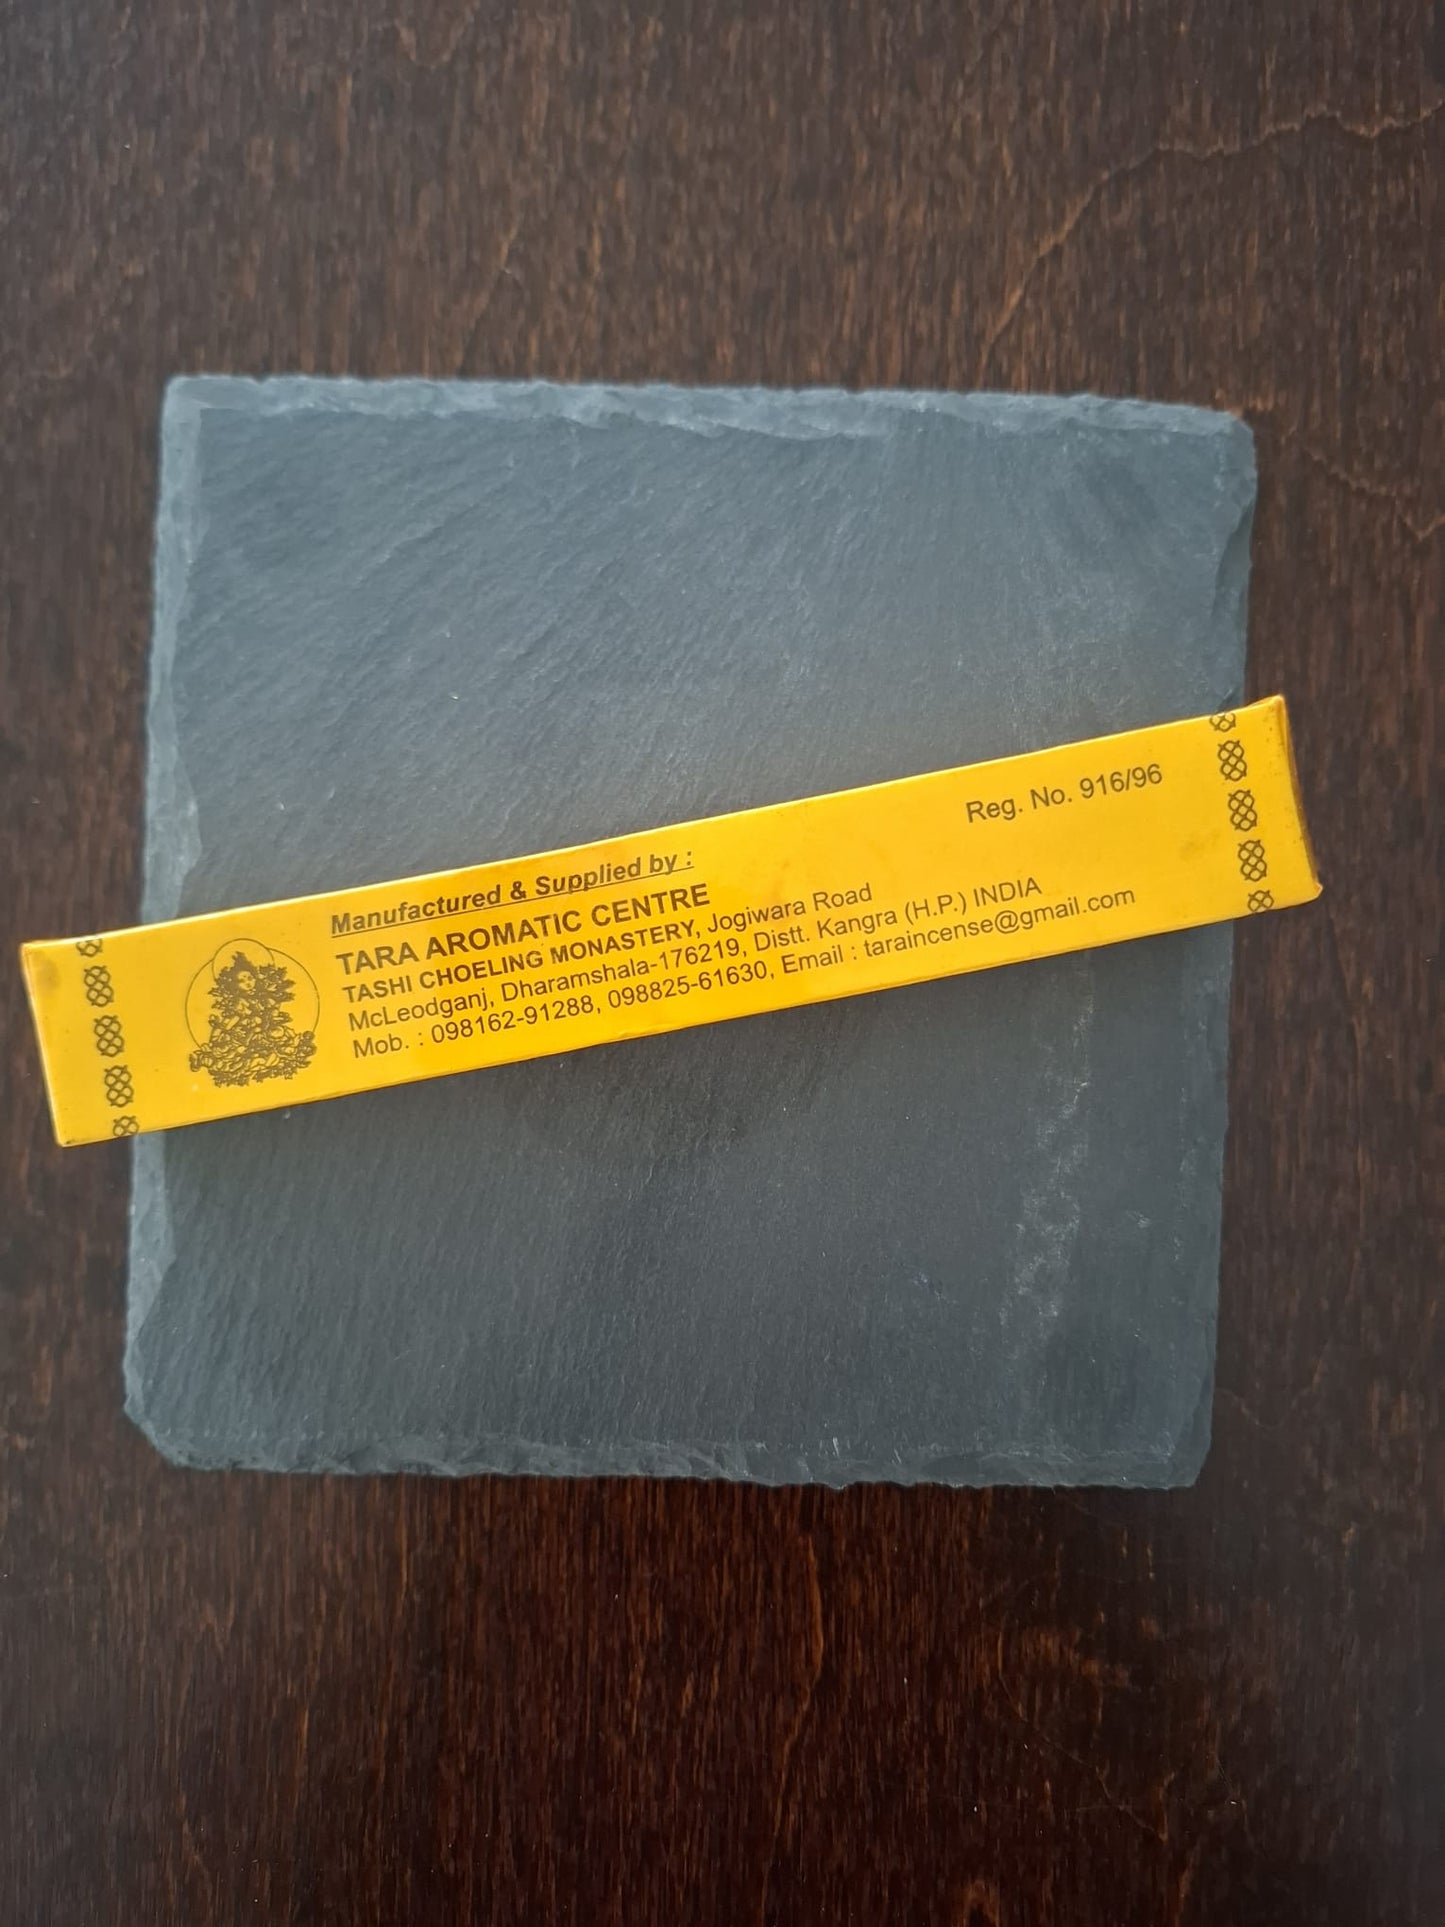 Reg. No. 916/96
Manufactured & Supplied by :
TARA AROMATIC CENTRE
TASHI CHOELING MONASTERY, Jogiwara Road
McLeodganj, Dharamshala-176219, Distt. Kangra (H.P.) INDIA
Mob. : 098162-91288, 098825-61630, Email : taraincense@gmail.com